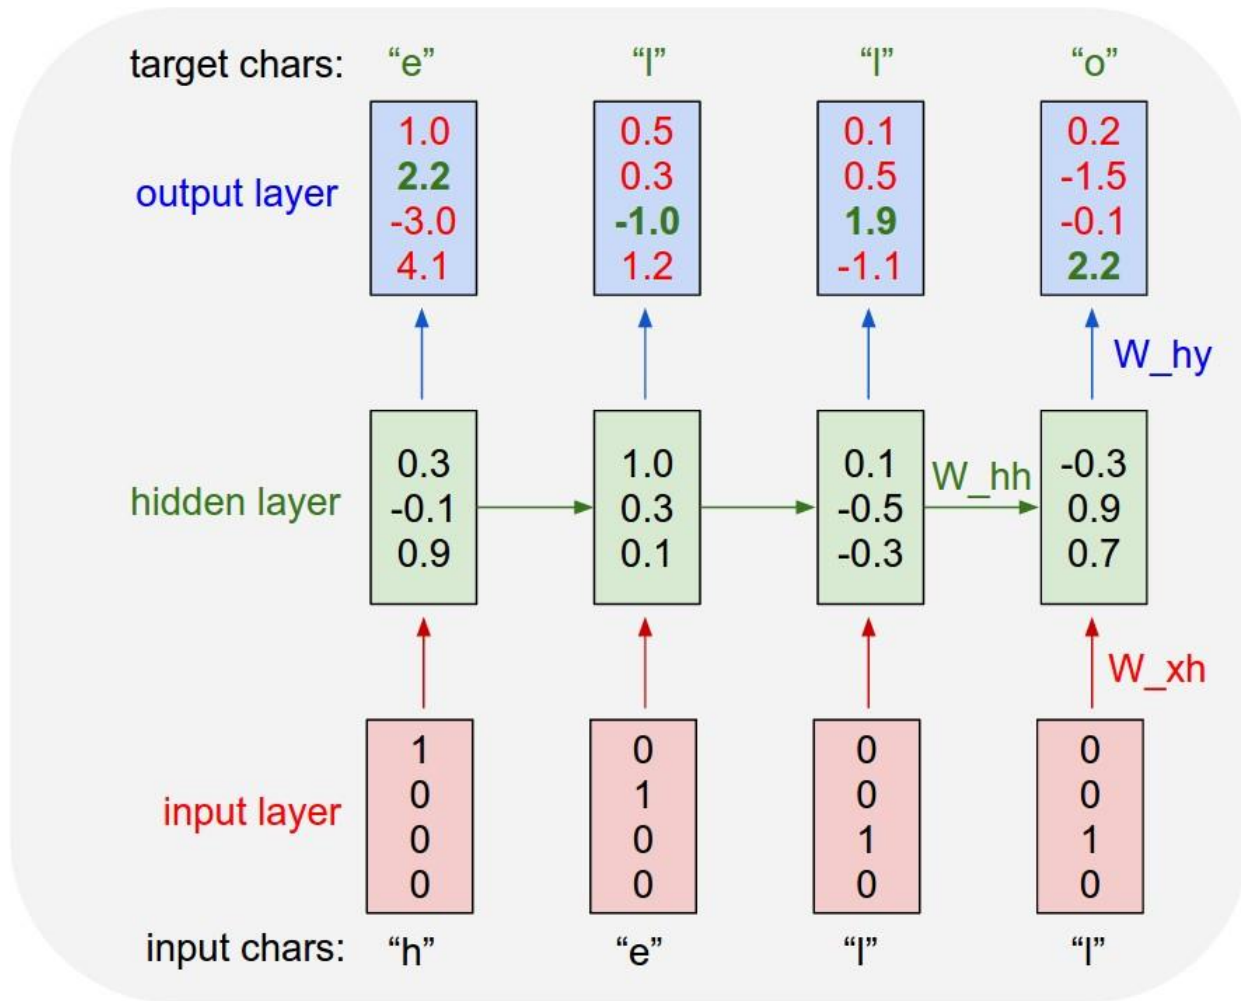 target chars: “e” “l” “l” “o”
1.0 0.5 0.1 0.2
2.2 0.3 0.5 -1.5
output layer
-3.0 -1.0 1.9 -0.1
4.1 1.2 -1.1 2.2
W_hy
0.3 1.0 0.1 -0.3
W_hh
hidden layer -0.1 0.3 -0.5 0.9
0.9 0.1 -0.3 0.7
W_xh
1 0 0 0
0 1 0 0
input layer
0 0 1 1
0 0 0 0
input chars: “h” “e” “l” “l”